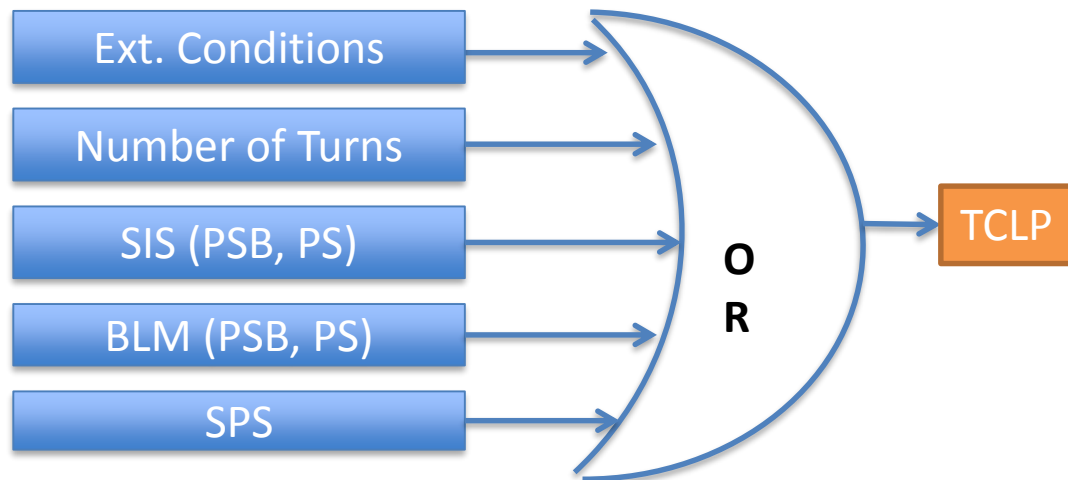 Ext. Conditions
Number of Turns
SIS (PSB, PS)
BLM (PSB, PS)
SPS
O
R
TCLP